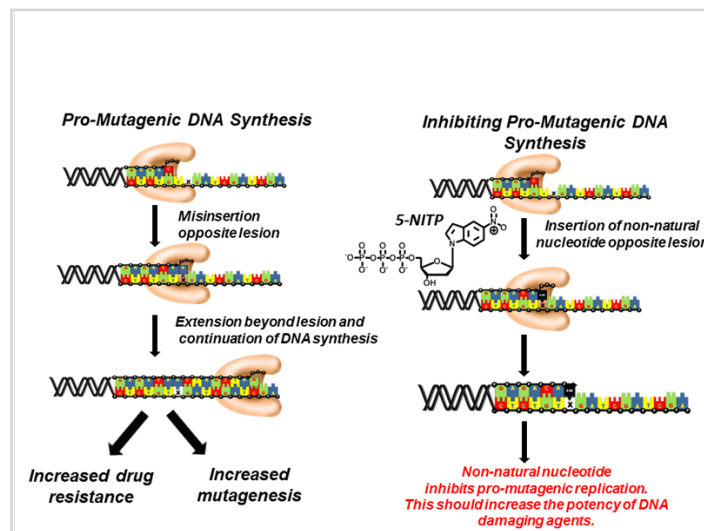 Pro-Mutagenic DNA Synthesis
Misinsertion
opposite lesion
Extension beyond lesion and
continuation of DNA synthesis
Increased drug
resistance
Increased
mutagenesis
Inhibiting Pro-Mutagenic DNA
Synthesis
5-NITP
Insertion of non-natural
nucleotide opposite lesion
Non-natural nucleotide
inhibits pro-mutagenic replication.
This should increase the potency of DNA
damaging agents.